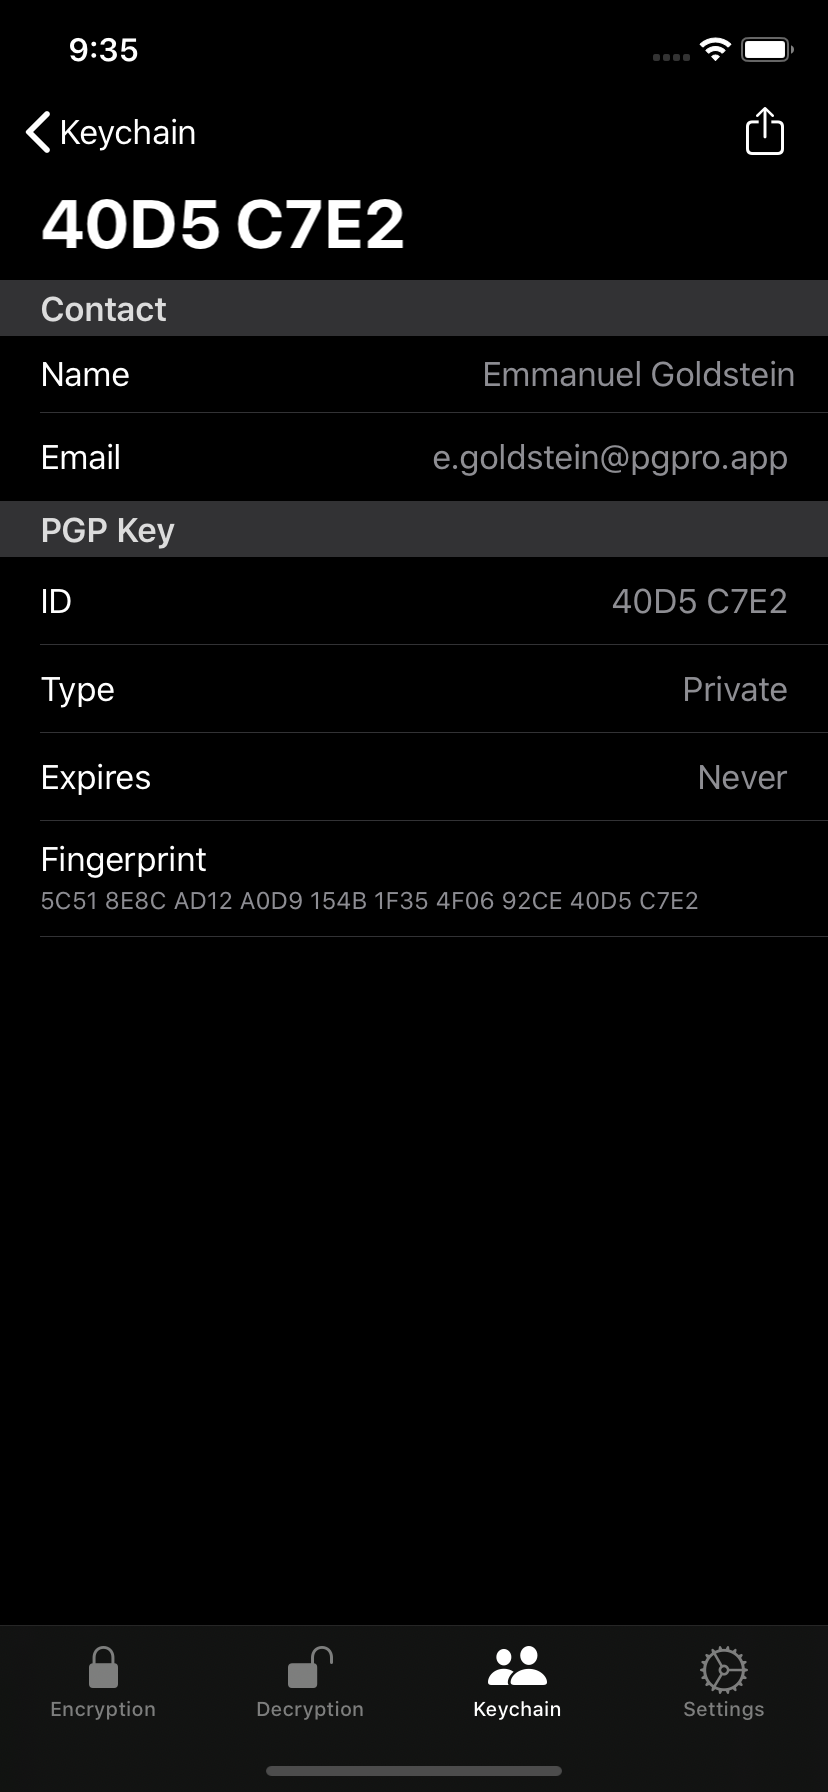 9:35
Keychain
40D5 C7E2
Contact
Name Emmanuel Goldstein
Email e.goldstein@pgpro.app
PGP Key
ID 40D5 C7E2
Type Private
Expires Never
Fingerprint
5C51 8E8C AD12 A0D9 154B 1F35 4F06 92CE 40D5 C7E2
Encryption Decryption Keychain Settings